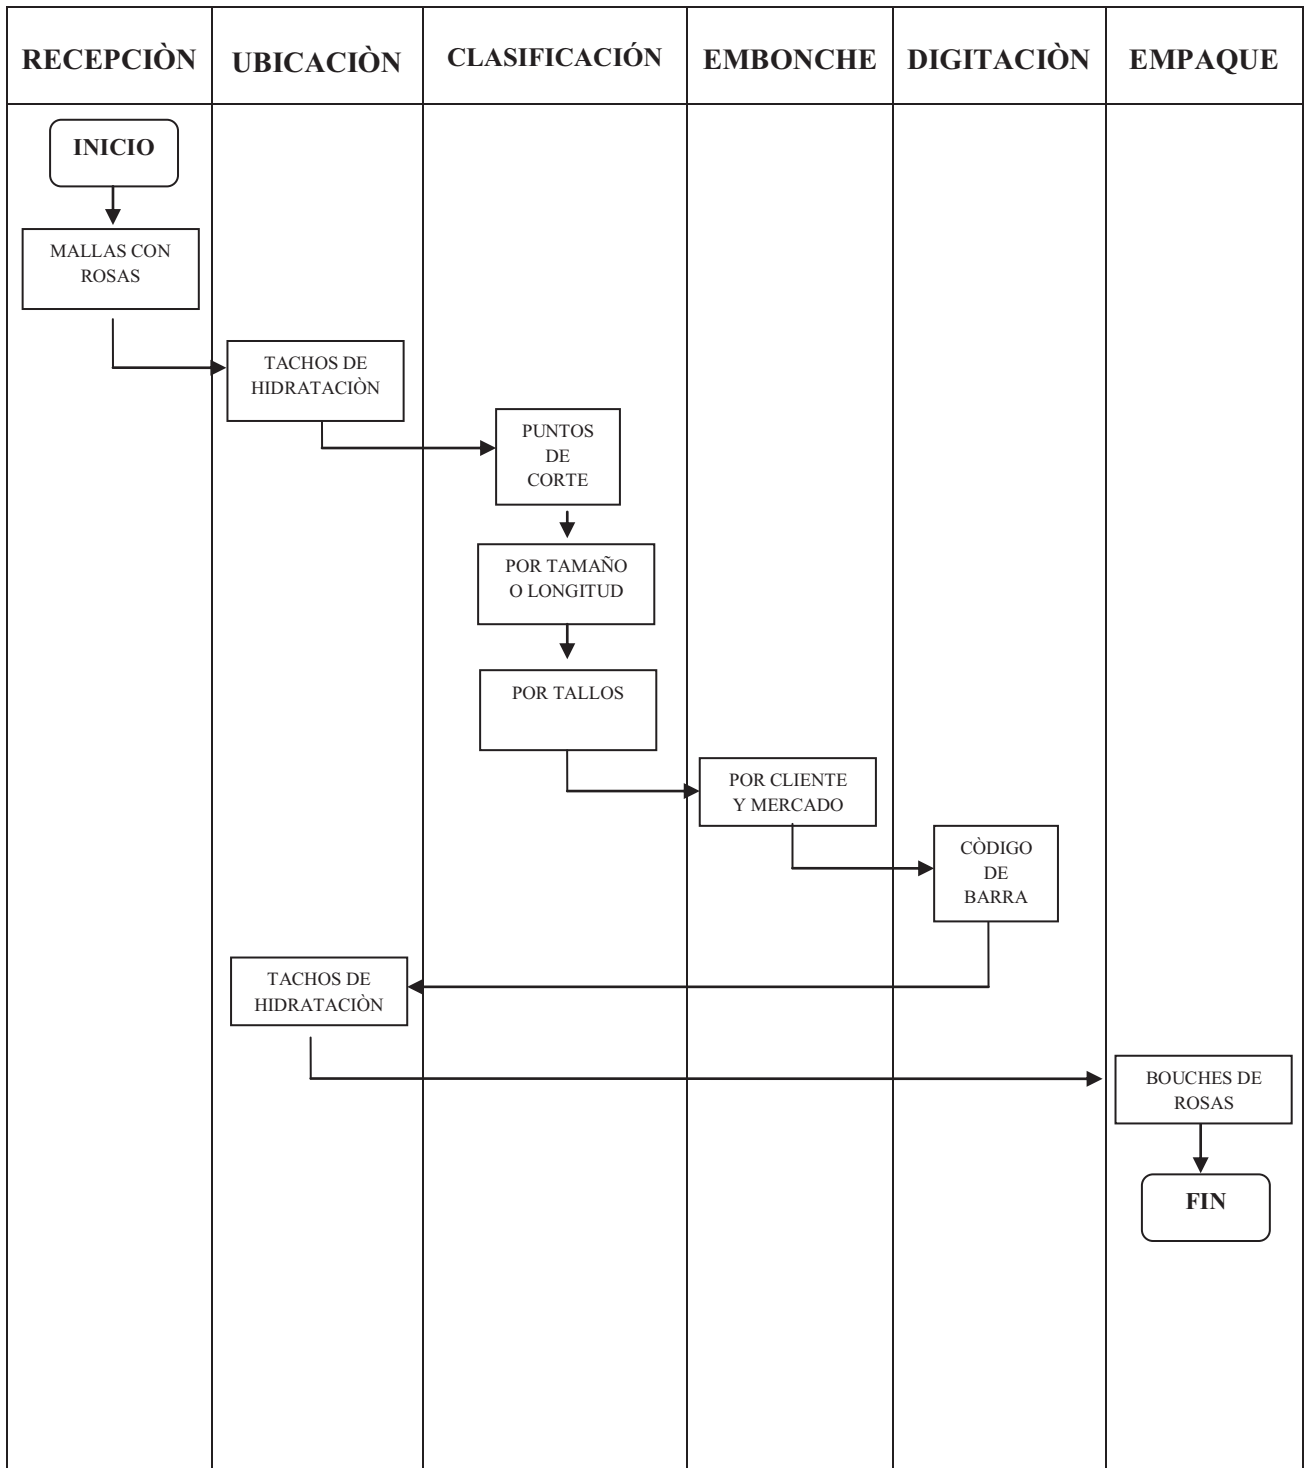 RECEPCIÒN
UBICACIÒN
CLASIFICACIÓN
EMBONCHE
DIGITACIÒN
EMPAQUE
INICIO
MALLAS CON
ROSAS
TACHOS DE
HIDRATACIÒN
PUNTOS
DE
CORTE
POR TAMAÑO
O LONGITUD
POR TALLOS
POR CLIENTE
Y MERCADO
CÒDIGO
DE
BARRA
TACHOS DE
HIDRATACIÒN
BOUCHES DE
ROSAS
FIN